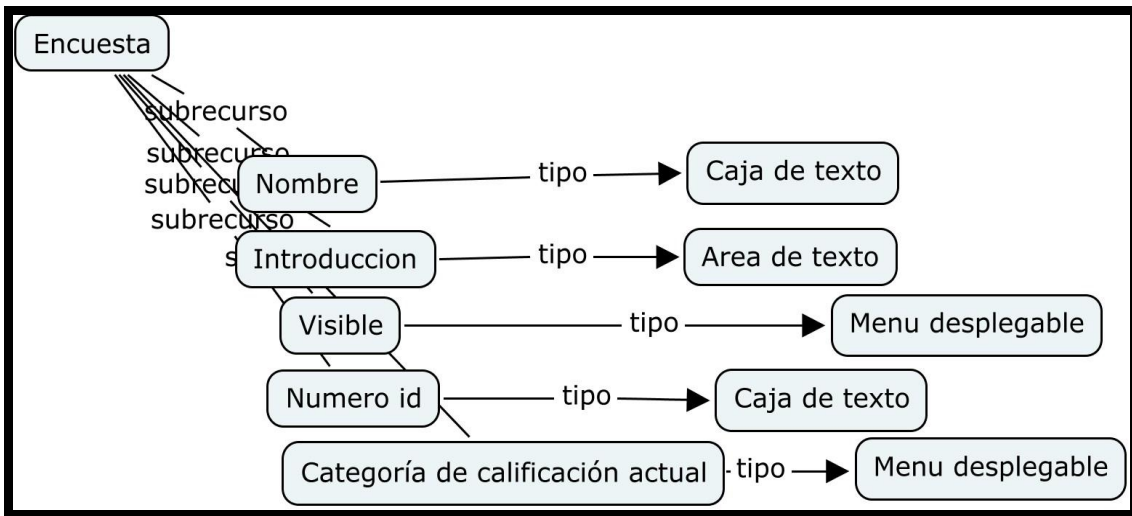 Encuesta
subrecurso
subrecurso
subrecurso
subrecurso
Nombre tipo Caja de texto
Introduccion tipo Area de texto
Visible tipo Menu desplegable
Numero id tipo Caja de texto
Categoría de calificación actual tipo Menu desplegable